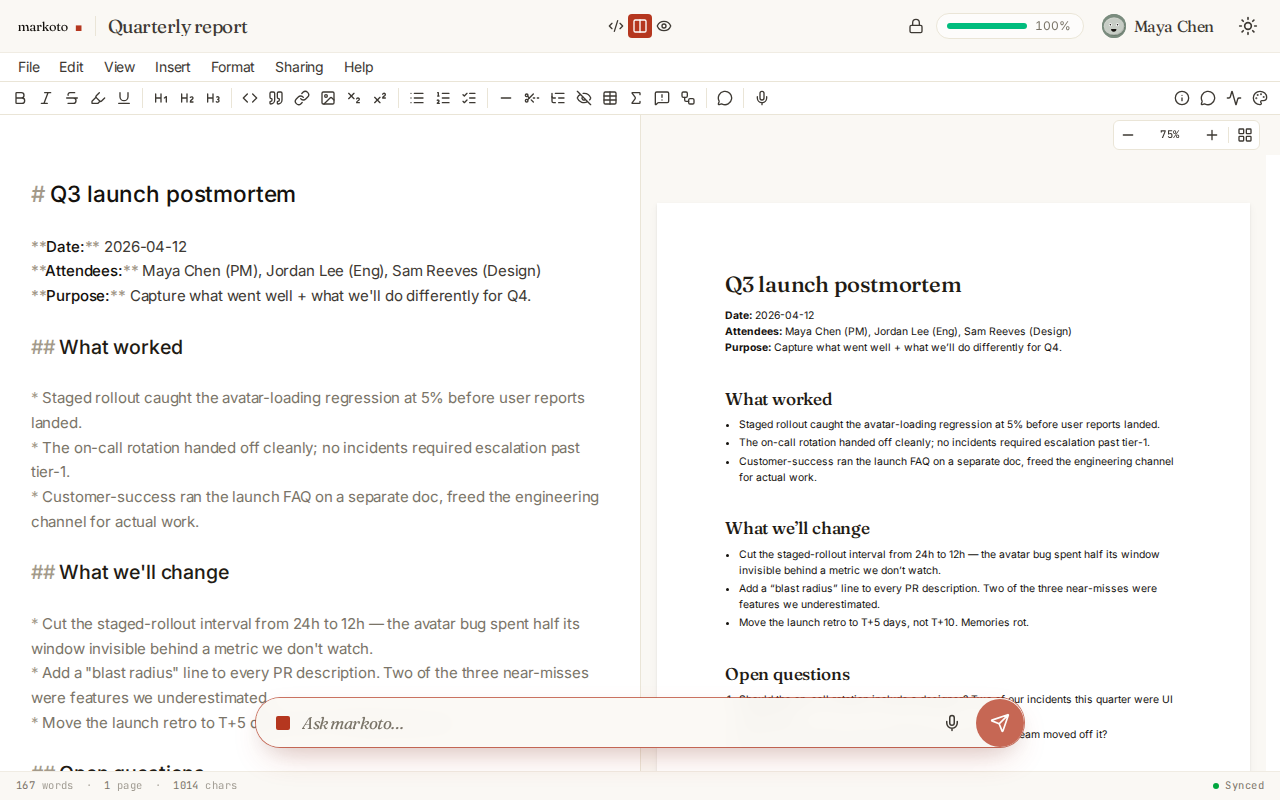 markoto
Quarterly report
100%
Maya Chen
File Edit View Insert Format Sharing Help
H1 H2 H3
75%
# Q3 launch postmortem
**Date:** 2026-04-12
**Attendees:** Maya Chen (PM), Jordan Lee (Eng), Sam Reeves (Design)
**Purpose:** Capture what went well + what we'll do differently for Q4.
## What worked
* Staged rollout caught the avatar-loading regression at 5% before user reports
landed.
* The on-call rotation handed off cleanly; no incidents required escalation past
tier-1.
* Customer-success ran the launch FAQ on a separate doc, freed the engineering
channel for actual work.
## What we'll change
* Cut the staged-rollout interval from 24h to 12h — the avatar bug spent half its
window invisible behind a metric we don't watch.
* Add a "blast radius" line to every PR description. Two of the three near-misses
were features we underestimated
* Move the launch retro to T+5
## Open questions
Q3 launch postmortem
Date: 2026-04-12
Attendees: Maya Chen (PM), Jordan Lee (Eng), Sam Reeves (Design)
Purpose: Capture what went well + what we'll do differently for Q4.
What worked
• Staged rollout caught the avatar-loading regression at 5% before user reports landed.
• The on-call rotation handed off cleanly; no incidents required escalation past tier-1.
• Customer-success ran the launch FAQ on a separate doc, freed the engineering channel
for actual work.
What we’ll change
• Cut the staged-rollout interval from 24h to 12h — the avatar bug spent half its window
invisible behind a metric we don’t watch.
• Add a “blast radius” line to every PR description. Two of the three near-misses were
features we underestimated.
• Move the launch retro to T+5 days, not T+10. Memories rot.
Open questions
our incidents this quarter were UI
moved off it?
Ask markoto...
167 words · 1 page · 1014 chars
Synced